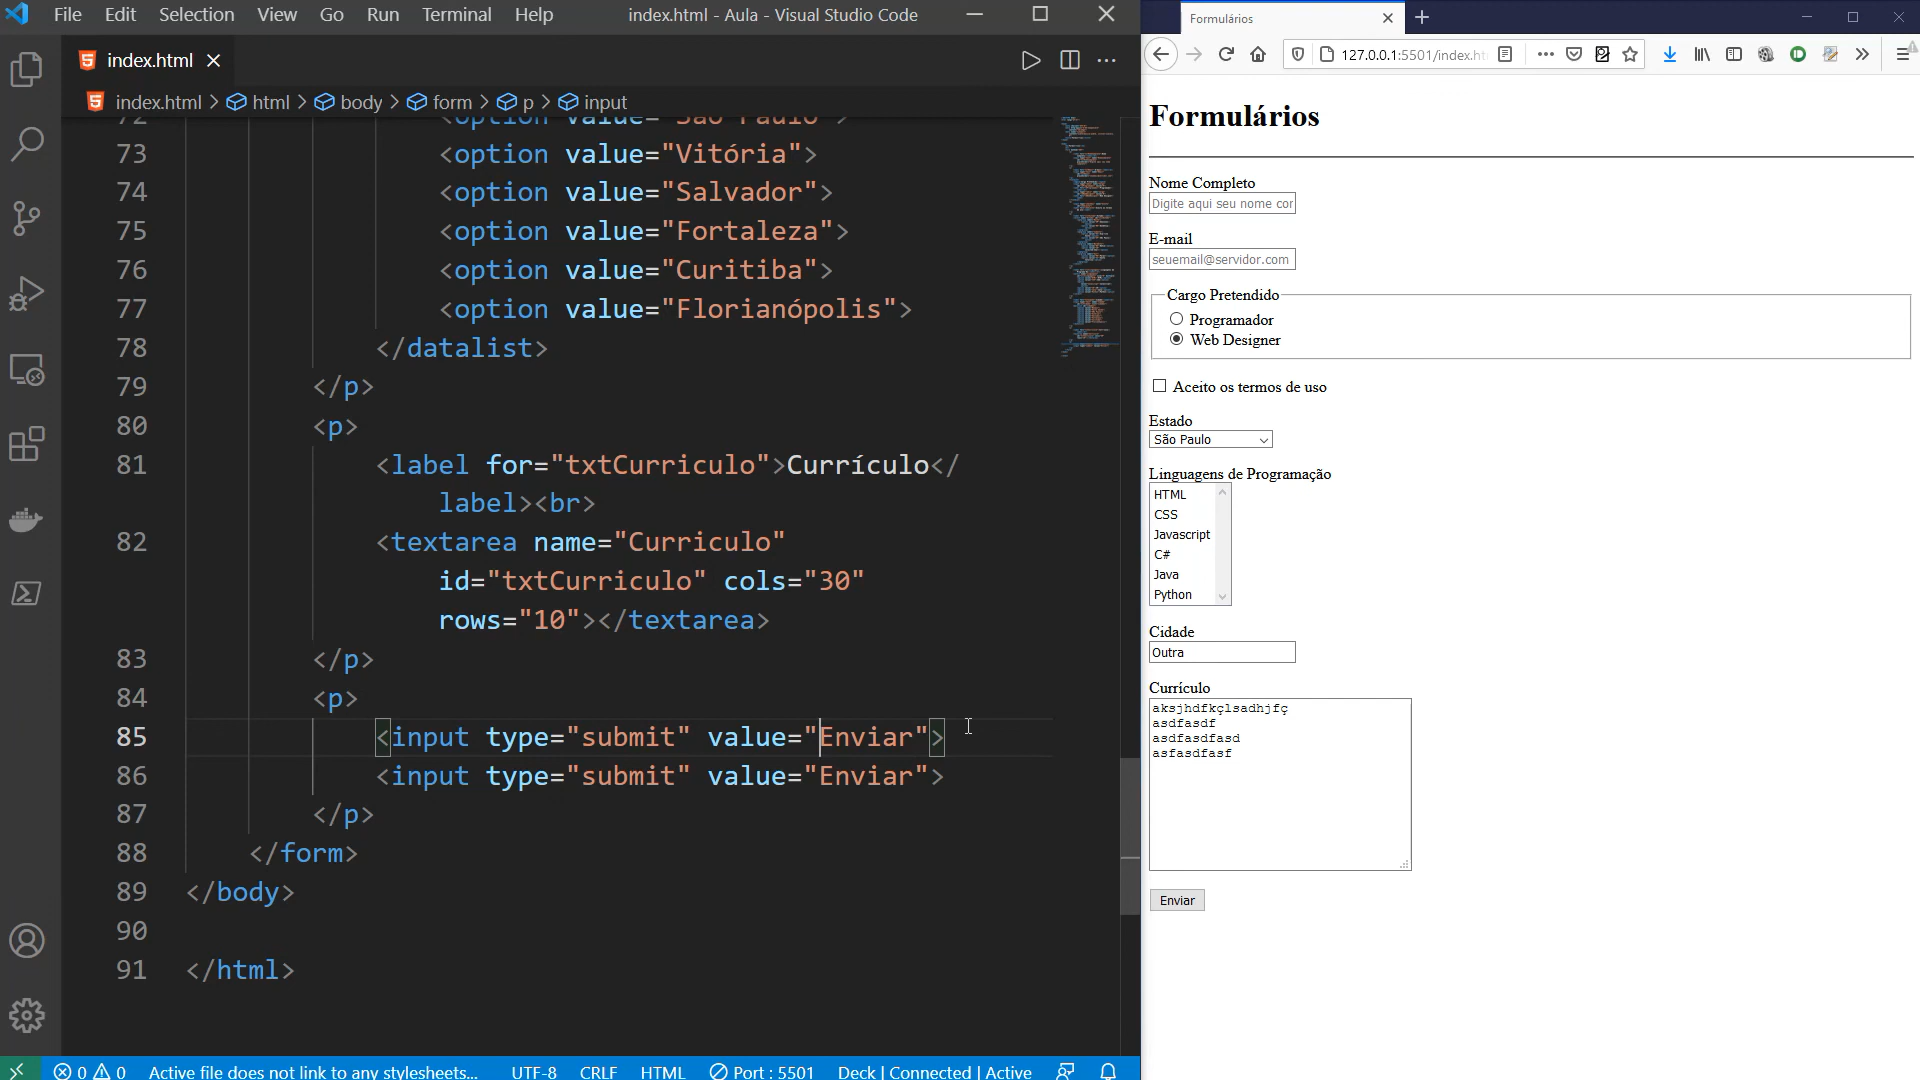 File Edit Selection View Go Run Terminal Help
index.html - Aula - Visual Studio Code
index.html
index.html > html > body > form > p > input
72 <option value="São Paulo">
73 <option value="Vitória">
74 <option value="Salvador">
75 <option value="Fortaleza">
76 <option value="Curitiba">
77 <option value="Florianópolis">
78 </datalist>
79 </p>
80 <p>
81 <label for="txtCurriculo">Currículo</
label><br>
82 <textarea name="Curriculo"
id="txtCurriculo" cols="30"
rows="10"></textarea>
83 </p>
84 <p>
85 <input type="submit" value="Enviar">
86 <input type="submit" value="Enviar">
87 </p>
88 </form>
89 </body>
90
91 </html>
0 0 Active file does not link to any stylesheets... UTF-8 CRLF HTML Port : 5501 Deck | Connected | Active
Formulários
127.0.0.1:5501/index.ht
Formulários
Nome Completo
Digite aqui seu nome cor
E-mail
seuemail@servidor.com
Cargo Pretendido
Programador
Web Designer
Aceito os termos de uso
Estado
São Paulo
Linguagens de Programação
HTML
CSS
Javascript
C#
Java
Python
Cidade
Outra
Currículo
aksjhdfkçlsadhjfç
asdfasdf
asdfasdfasd
asfasdfasf
Enviar